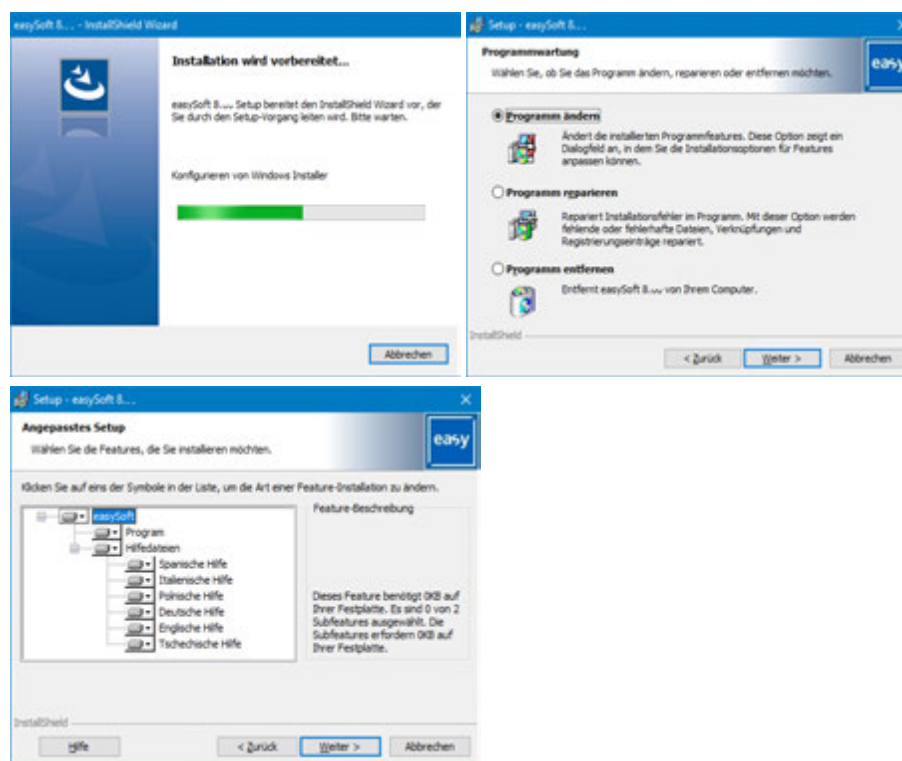 easySoft 8... - InstallShield Wizard
Installation wird vorbereitet...
easySoft 8.... Setup bereitet den InstallShield Wizard vor, der
Sie durch den Setup-Vorgang leiten wird. Bitte warten.
Konfigurieren von Windows Installer
Abbrechen
Setup - easySoft 8...
Programmwartung
Wählen Sie, ob Sie das Programm ändern, reparieren oder entfernen möchten.
easy
Programm ändern
Ändert die installierten Programmfeatures. Diese Option zeigt ein
Dialogfeld an, in dem Sie die Installationsoptionen für Features
anpassen können.
Programm reparieren
Repariert Installationsfehler im Programm. Mit dieser Option werden
fehlende oder fehlerhafte Dateien, Verknüpfungen und
Registrierungseinträge repariert.
Programm entfernen
Entfernt easySoft 8.... von Ihrem Computer.
InstallShield
< Zurück
Weiter >
Abbrechen
Setup - easySoft 8...
Angepasstes Setup
Wählen Sie die Features, die Sie installieren möchten.
easy
Klicken Sie auf eins der Symbole in der Liste, um die Art einer Feature-Installation zu ändern.
easySoft
Program
Hilfedateien
Spanische Hilfe
Italienische Hilfe
Polnische Hilfe
Deutsche Hilfe
Englische Hilfe
Tschechische Hilfe
Feature-Beschreibung
Dieses Feature benötigt 0KB auf
Ihrer Festplatte. Es sind 0 von 2
Subfeatures ausgewählt. Die
Subfeatures erfordern 0KB auf
Ihrer Festplatte.
InstallShield
Hilfe
< Zurück
Weiter >
Abbrechen